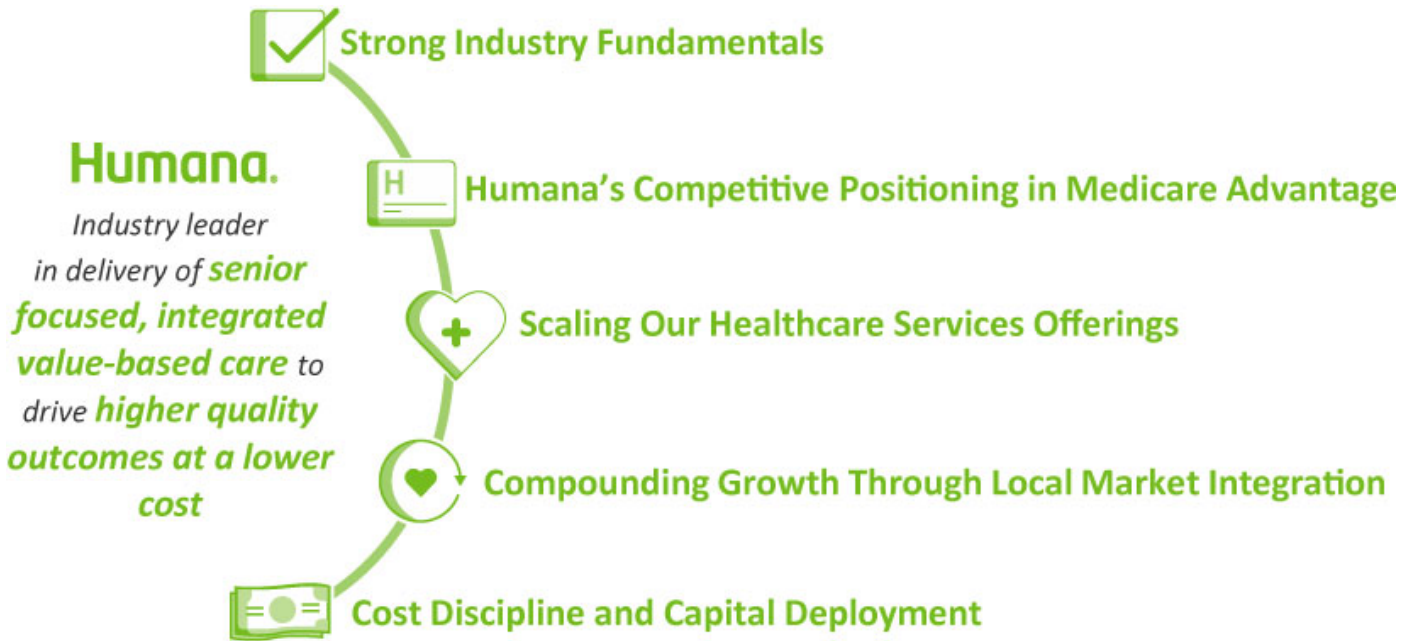 Strong Industry Fundamentals
Humana.
Industry leader
in delivery of senior
focused, integrated
value-based care to
drive higher quality
outcomes at a lower
cost
H
Humana’s Competitive Positioning in Medicare Advantage
Scaling Our Healthcare Services Offerings
Compounding Growth Through Local Market Integration
Cost Discipline and Capital Deployment